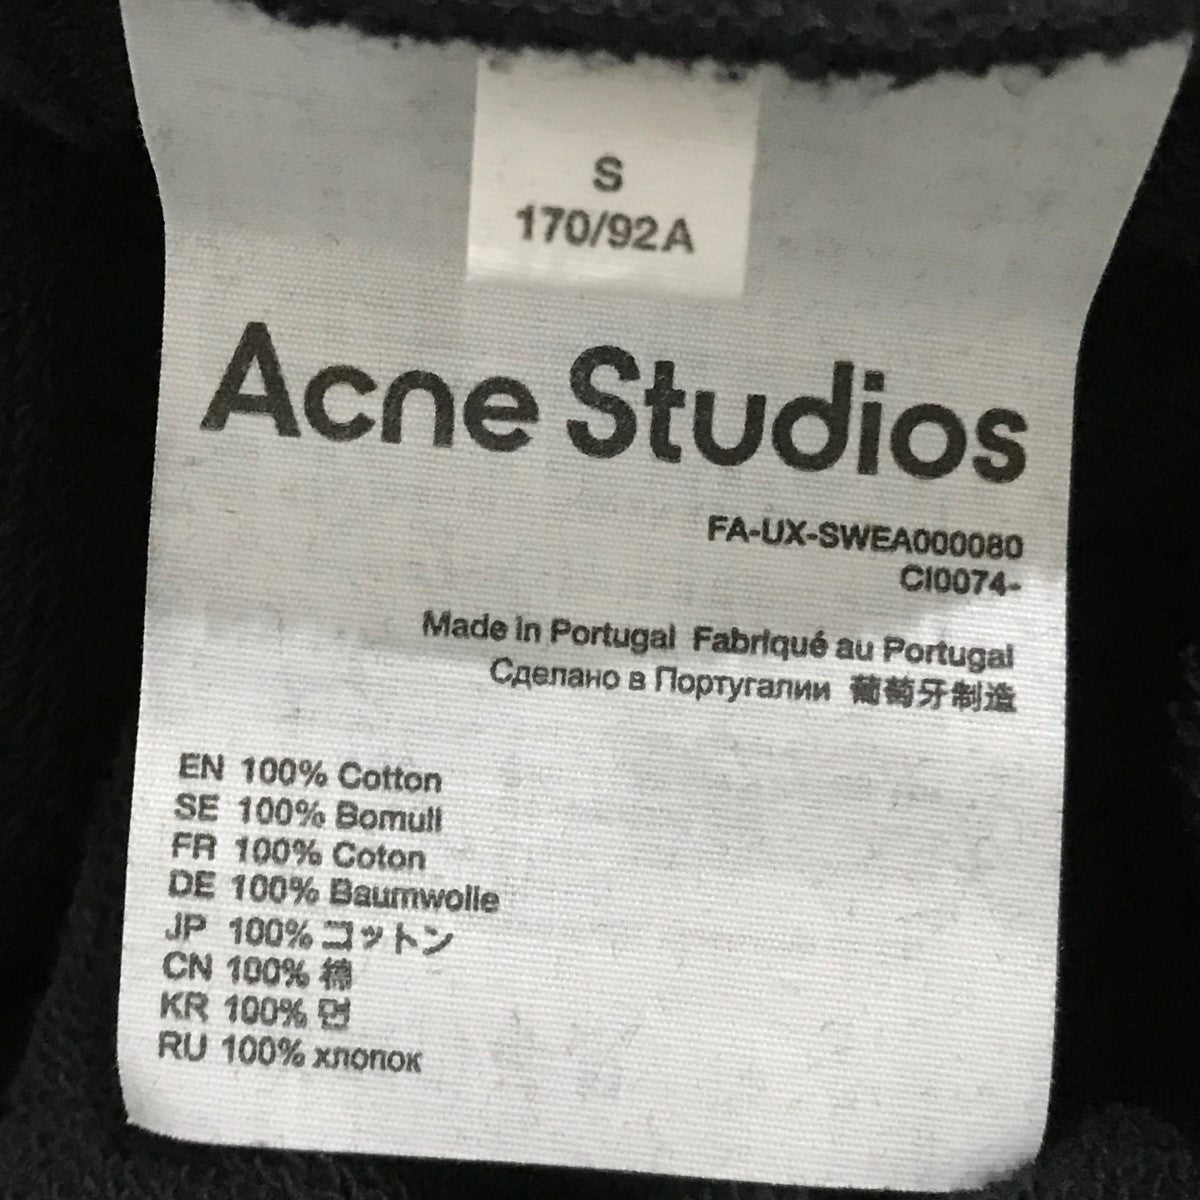 S
170/92A
Acne Studios
FA-UX-SWEA000080
CI0074-
Made in Portugal Fabriqué au Portugal
Сделано в Португалии 葡萄牙制造
EN 100% Cotton
SE 100% Bomull
FR 100% Coton
DE 100% Baumwolle
JP 100% コットン
CN 100% 棉
KR 100% 면
RU 100% хлопок